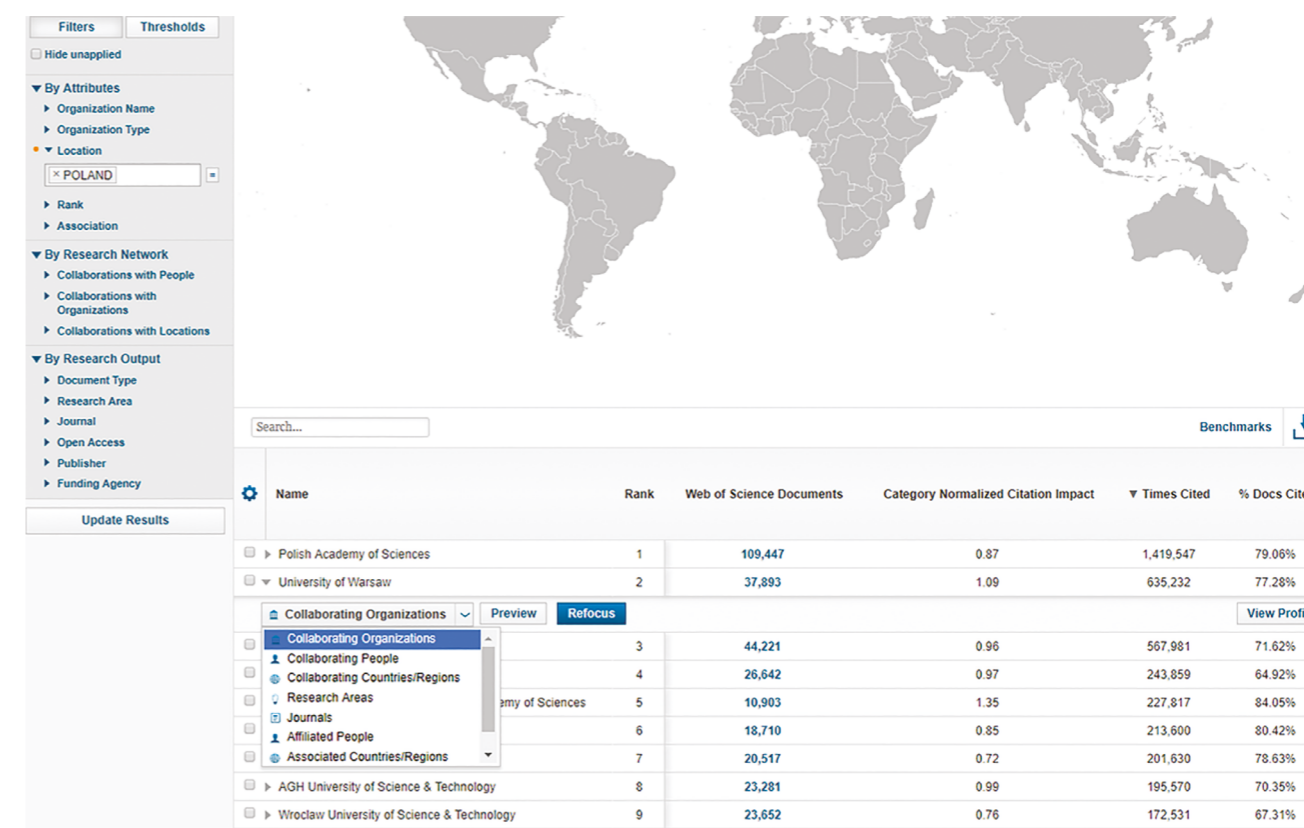 Filters Thresholds
Hide unapplied
By Attributes
Organization Name
Organization Type
Location
× POLAND
Rank
Association
By Research Network
Collaborations with People
Collaborations with
Organizations
Collaborations with Locations
By Research Output
Document Type
Research Area
Journal
Open Access
Publisher
Funding Agency
Update Results
Search...
Benchmarks
Name Rank Web of Science Documents Category Normalized Citation Impact Times Cited % Docs Cite
Polish Academy of Sciences 1 109,447 0.87 1,419,547 79.06%
University of Warsaw 2 37,893 1.09 635,232 77.28%
Collaborating Organizations Preview Refocus View Profi
Collaborating Organizations
Collaborating People
Collaborating Countries/Regions
Research Areas
Journals
Affiliated People
Associated Countries/Regions
3 44,221 0.96 567,981 71.62%
4 26,642 0.97 243,859 64.92%
emy of Sciences 5 10,903 1.35 227,817 84.05%
6 18,710 0.85 213,600 80.42%
7 20,517 0.72 201,630 78.63%
AGH University of Science & Technology 8 23,281 0.99 195,570 70.35%
Wroclaw University of Science & Technology 9 23,652 0.76 172,531 67.31%